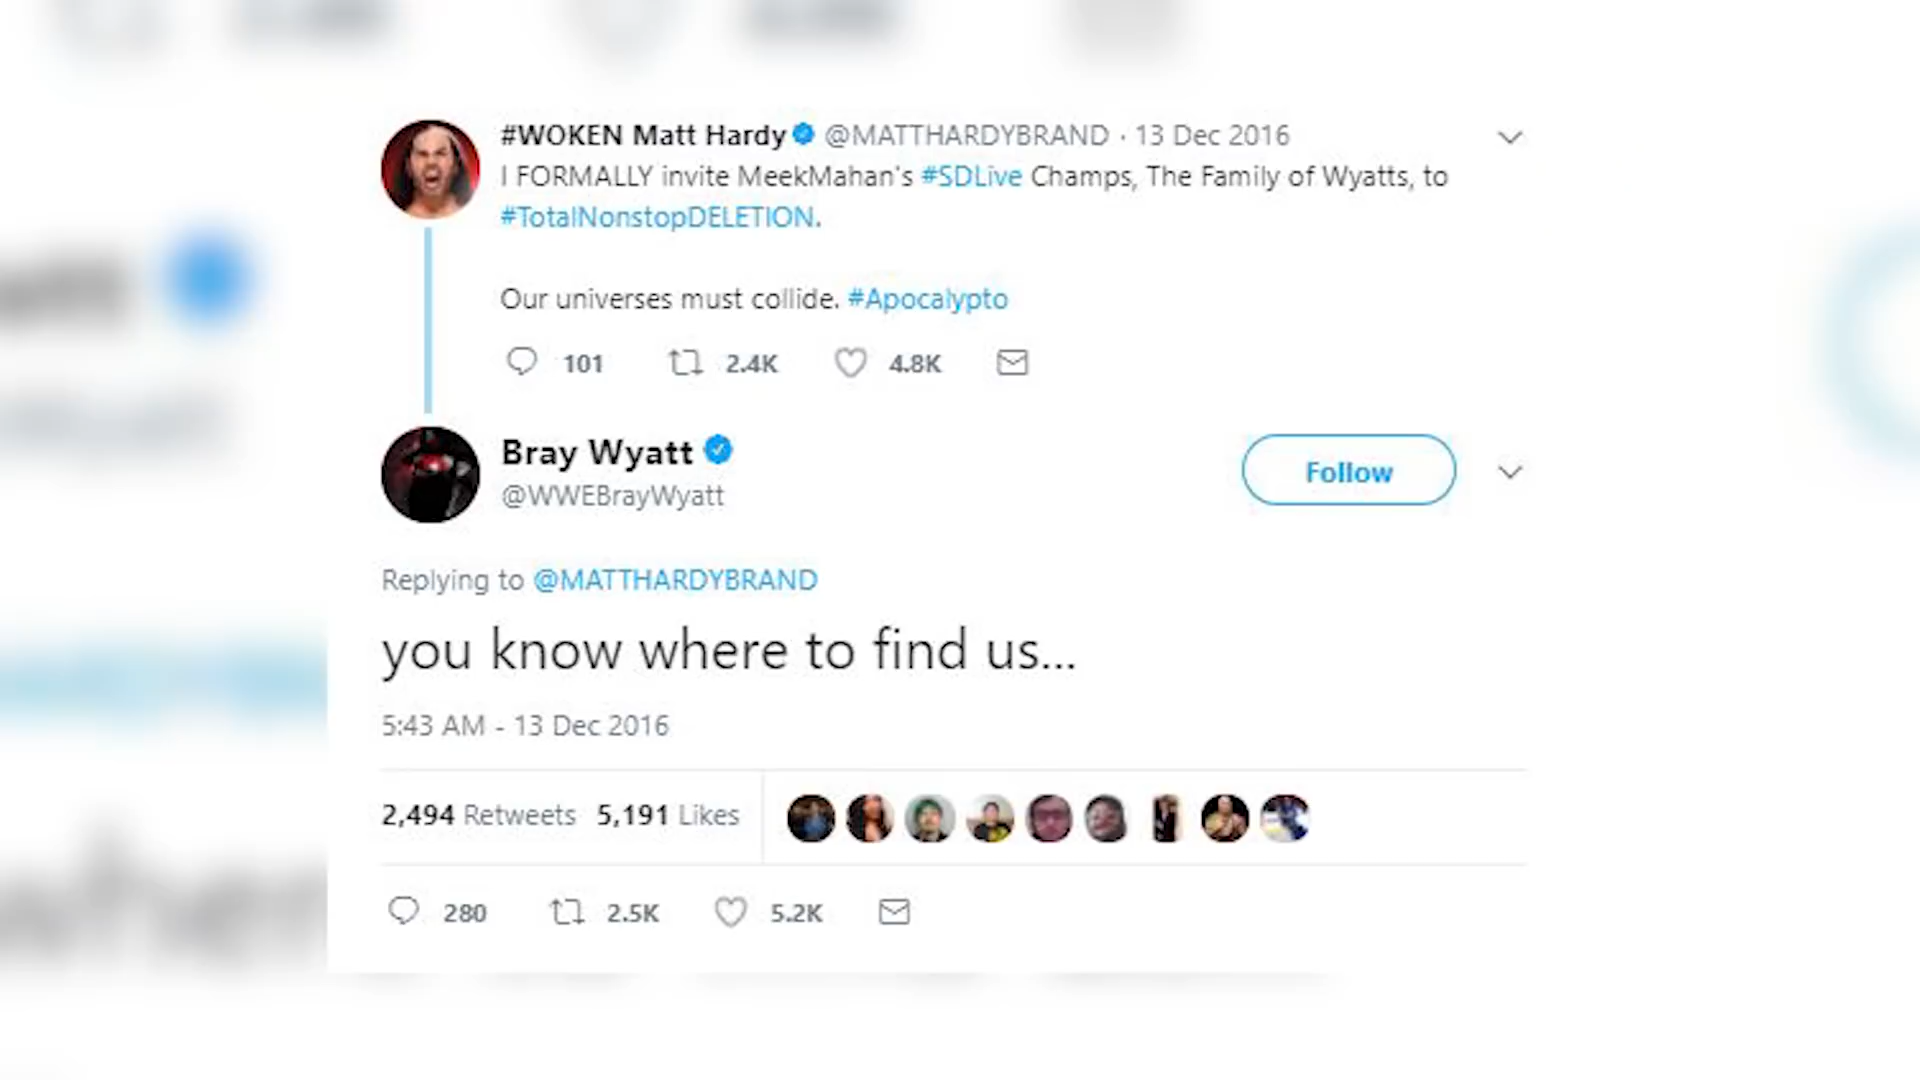 #WOKEN Matt Hardy @MATTHARDYBRAND · 13 Dec 2016
I FORMALLY invite MeekMahan's #SDLive Champs, The Family of Wyatts, to
#TotalNonstopDELETION.
Our universes must collide. #Apocalypto
101 2.4K 4.8K
Bray Wyatt
@WWEBrayWyatt
Follow
Replying to @MATTHARDYBRAND
you know where to find us...
5:43 AM - 13 Dec 2016
2,494 Retweets 5,191 Likes
280 2.5K 5.2K